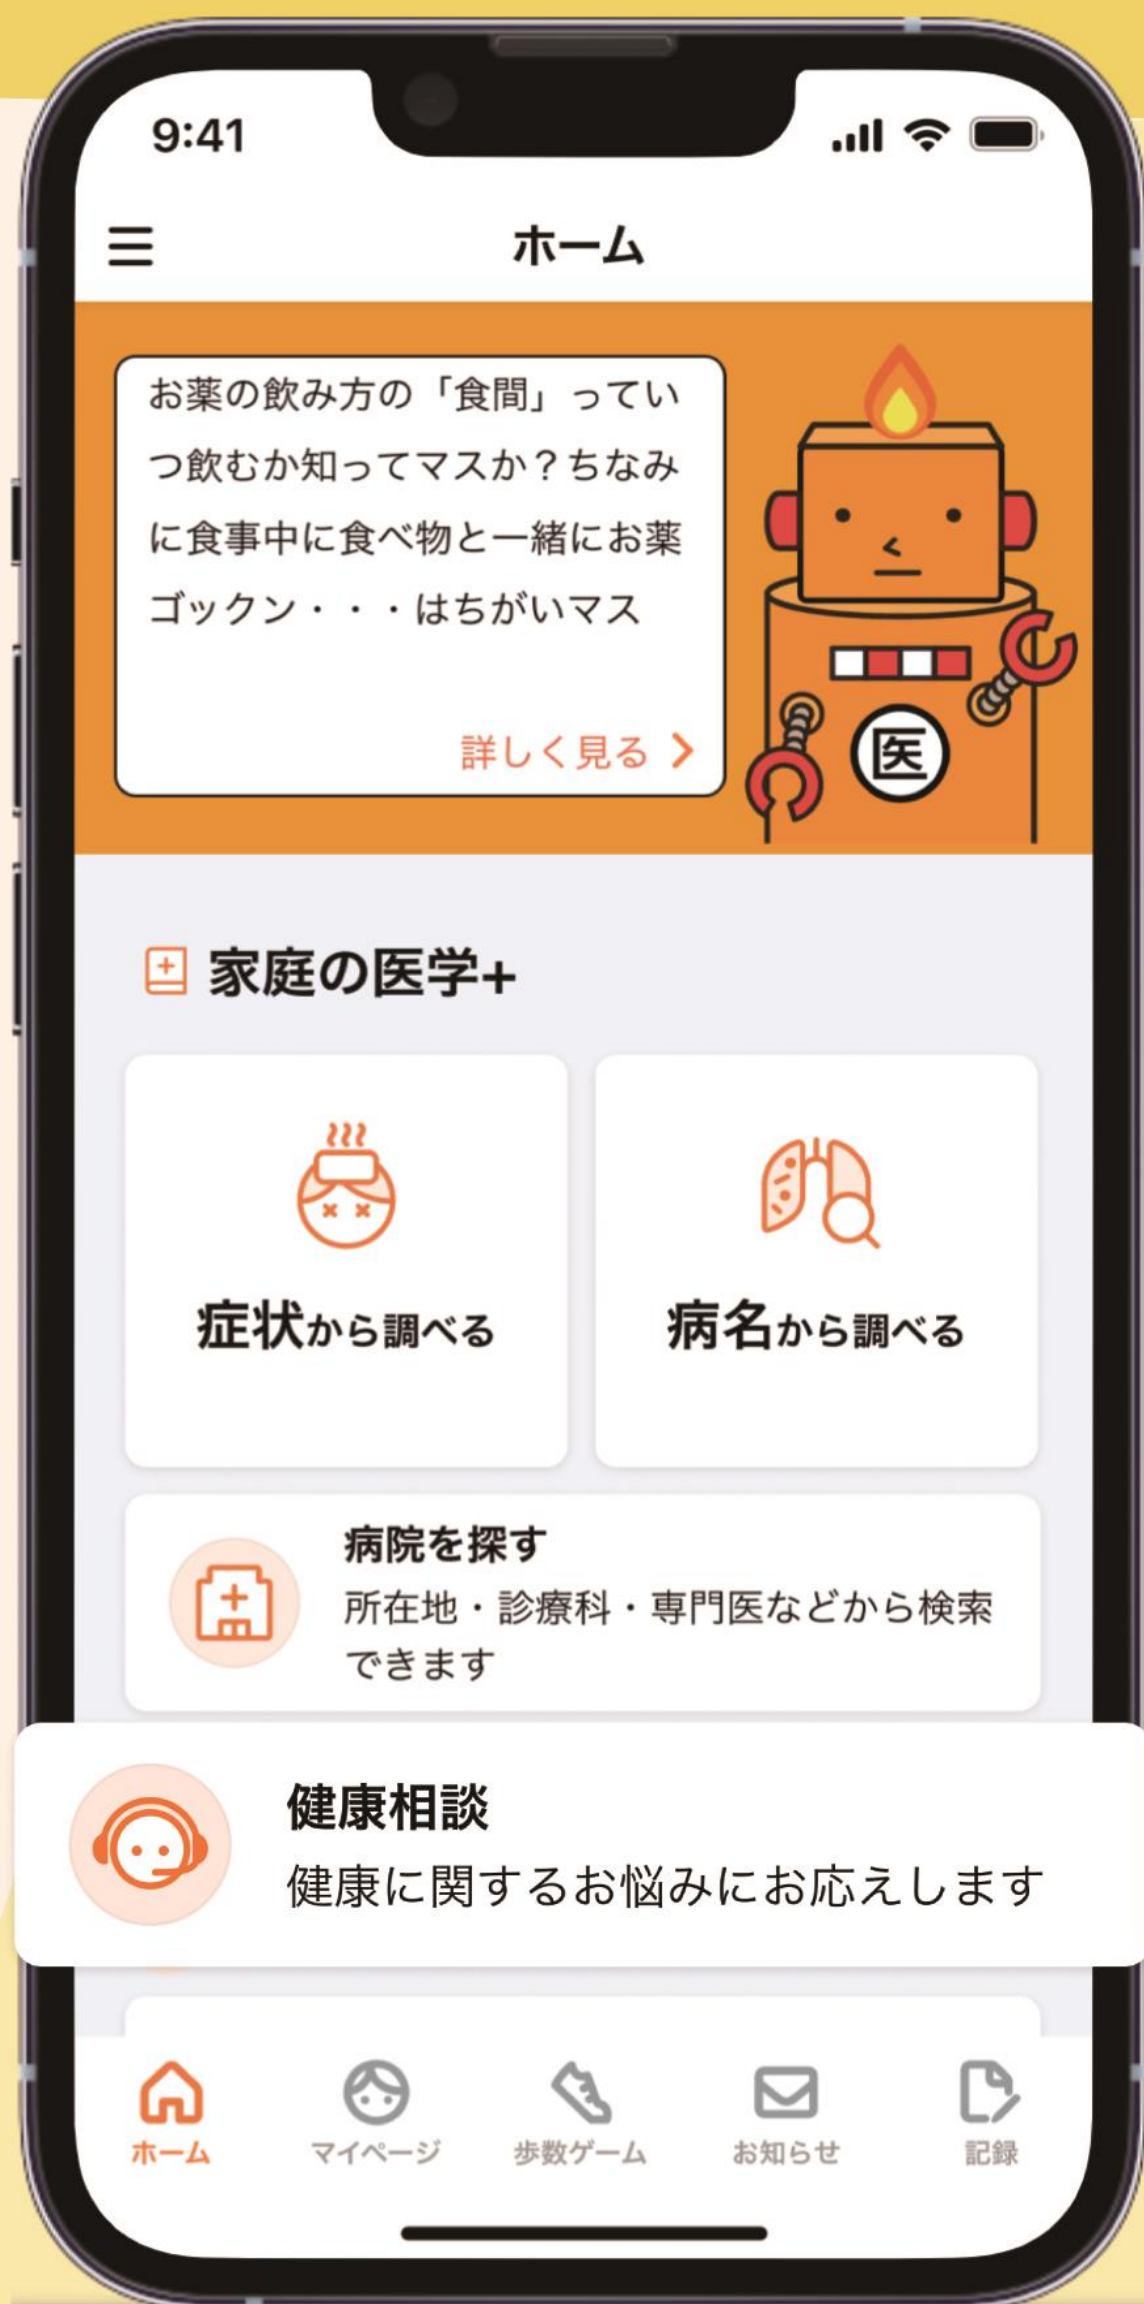 9:41
ホーム
お薬の飲み方の「食間」ってい
つ飲むか知ってマスか？ちなみ
に食事中に食べ物と一緒にお薬
ゴックン・・・はちがいマス
詳しく見る
医
家庭の医学+
症状から調べる
病名から調べる
病院を探す
所在地・診療科・専門医などから検索
できます
健康相談
健康に関するお悩みにお応えします
ホーム
マイページ
歩数ゲーム
お知らせ
記録